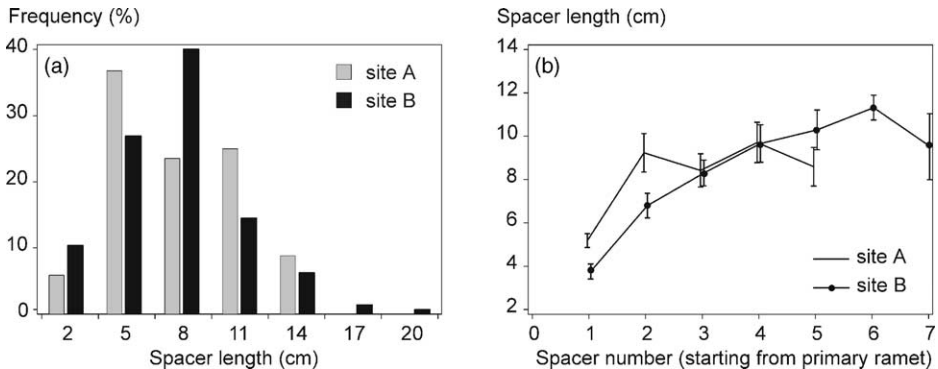 Frequency (%)
(a)
site A
site B
40
30
20
10
0
2 5 8 11 14 17 20
Spacer length (cm)
Spacer length (cm)
(b)
14
12
10
8
6
4
2
site A
site B
0 1 2 3 4 5 6 7
Spacer number (starting from primary ramet)